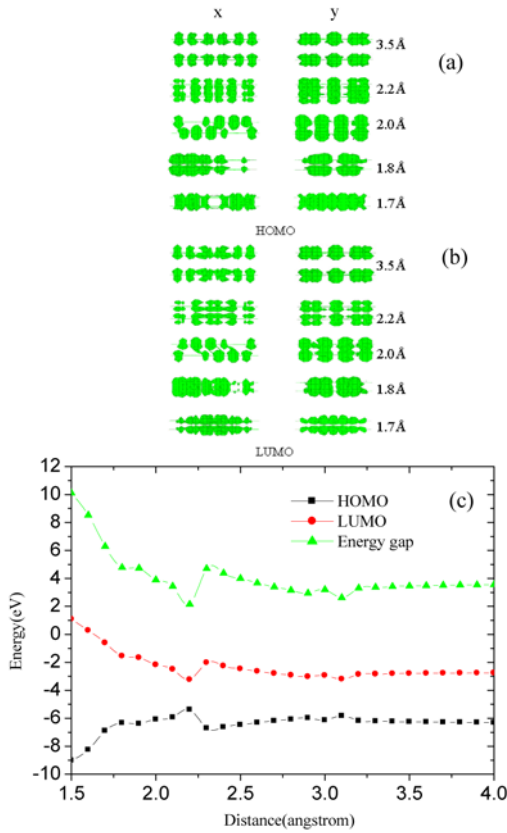 x y
3.5Å
(a)
2.2Å
2.0Å
1.8Å
1.7Å
HOMO
(b)
3.5Å
2.2Å
2.0Å
1.8Å
1.7Å
LUMO
(c)
HOMO
LUMO
Energy gap
12
10
8
6
4
2
0
-2
-4
-6
-8
-10
Energy(eV)
1.5 2.0 2.5 3.0 3.5 4.0
Distance(angstrom)